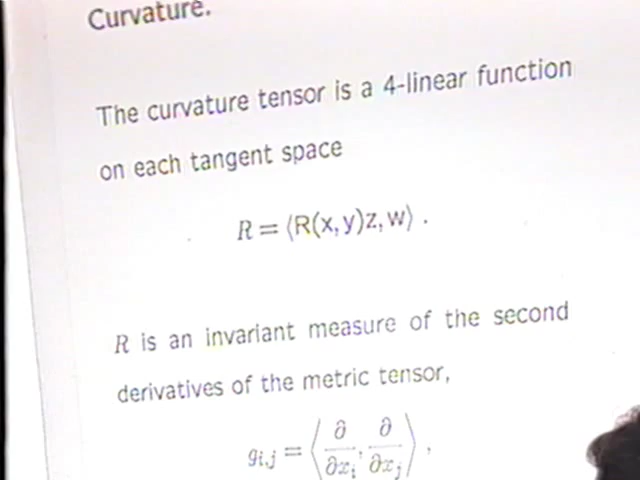 Curvature.
The curvature tensor is a 4-linear function
on each tangent space
R = ⟨R(x, y)z, w⟩ .
R is an invariant measure of the second
derivatives of the metric tensor,
g_{i,j} = ⟨ ∂/∂x_i , ∂/∂x_j ⟩ ,